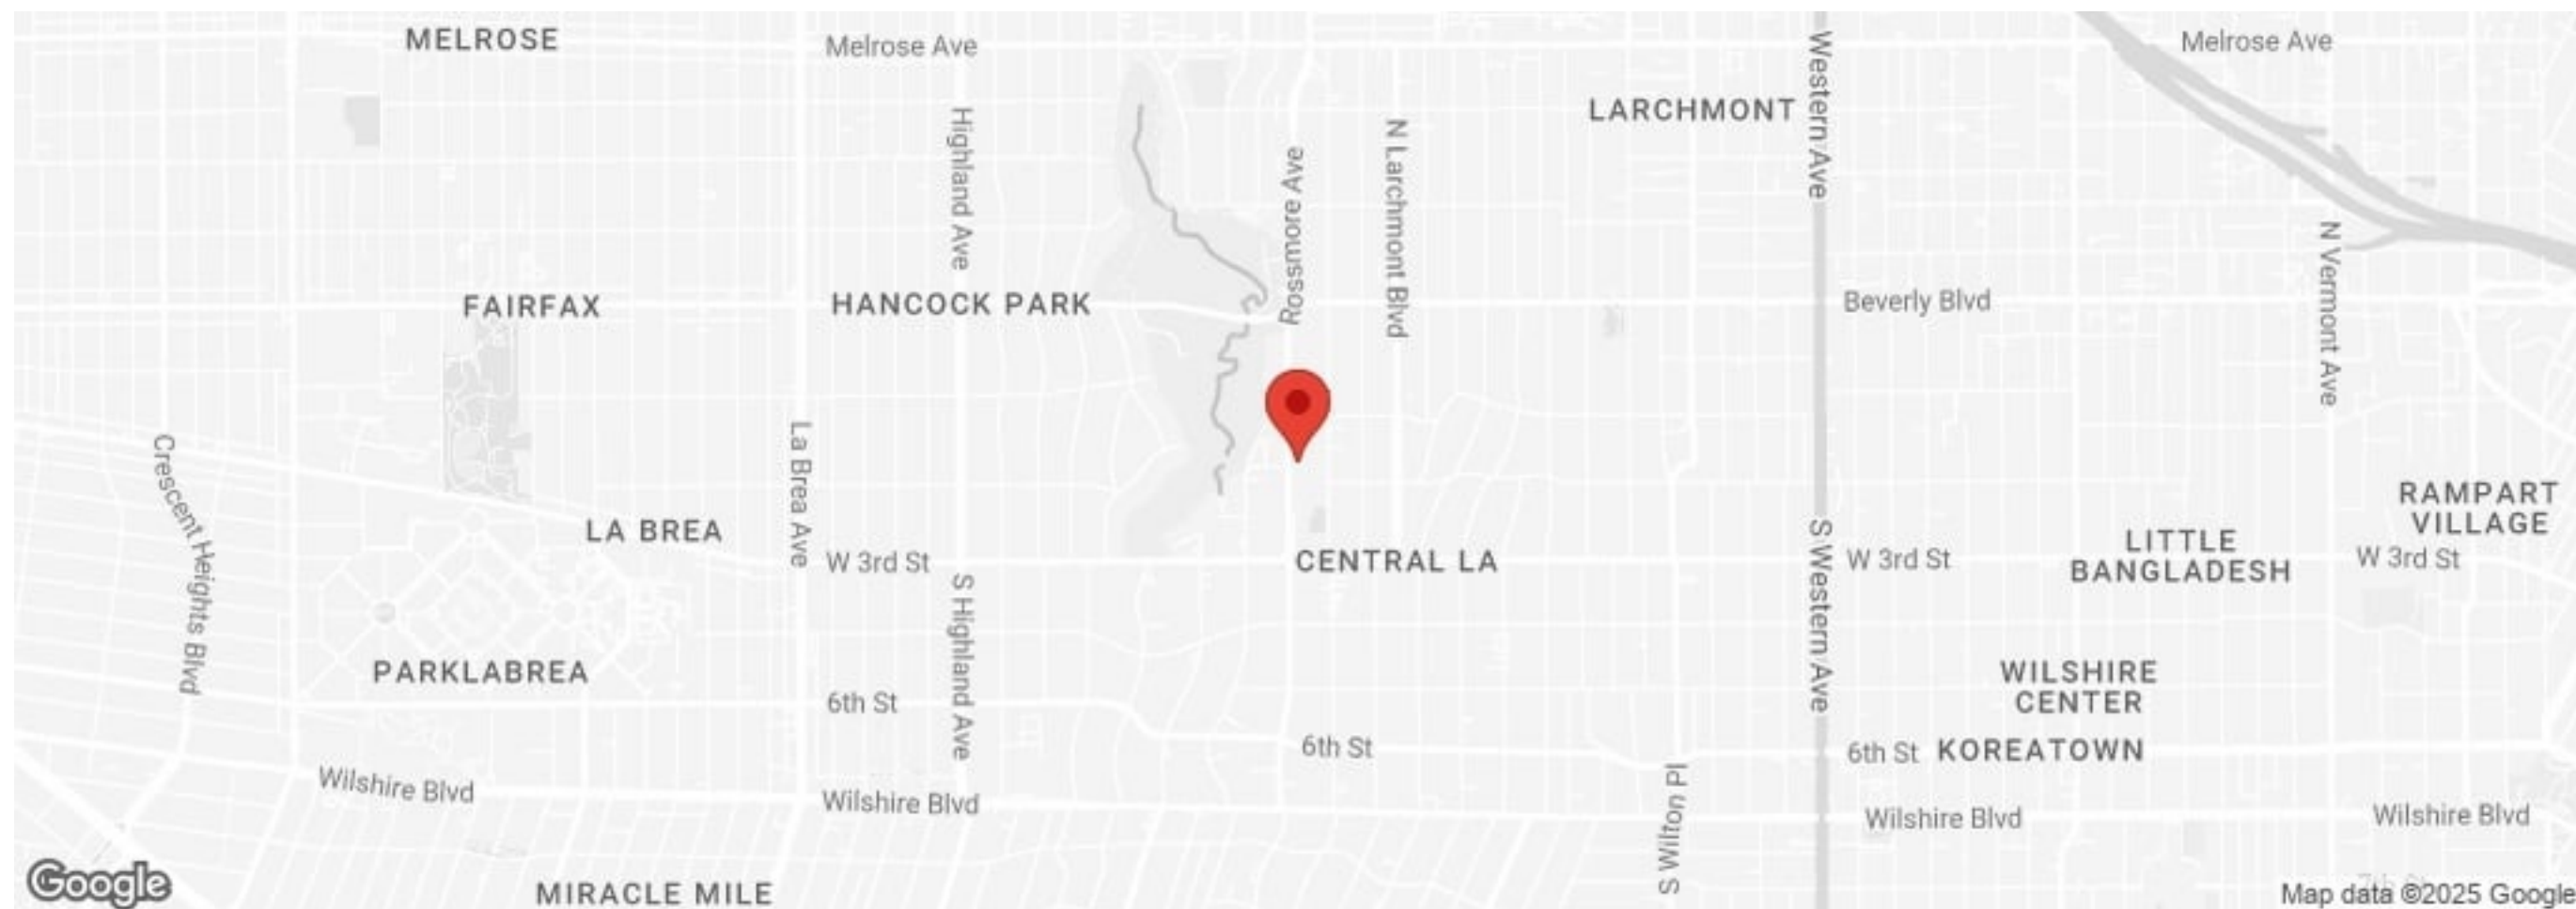 MELROSE
Melrose Ave
Melrose Ave
Western Ave
LARCHMONT
Highland Ave
N Larchmont Blvd
Rossmore Ave
N Vermont Ave
FAIRFAX
HANCOCK PARK
Beverly Blvd
La Brea Ave
Crescent Heights Blvd
RAMPART
VILLAGE
LA BREA
W 3rd St
CENTRAL LA
S Western Ave
W 3rd St
LITTLE
BANGLADESH
W 3rd St
S Highland Ave
PARKLABREA
WILSHIRE
CENTER
6th St
6th St
6th St
KOREATOWN
Wilshire Blvd
Wilshire Blvd
S Wilton Pl
Wilshire Blvd
Wilshire Blvd
Google
MIRACLE MILE
Map data ©2025 Google